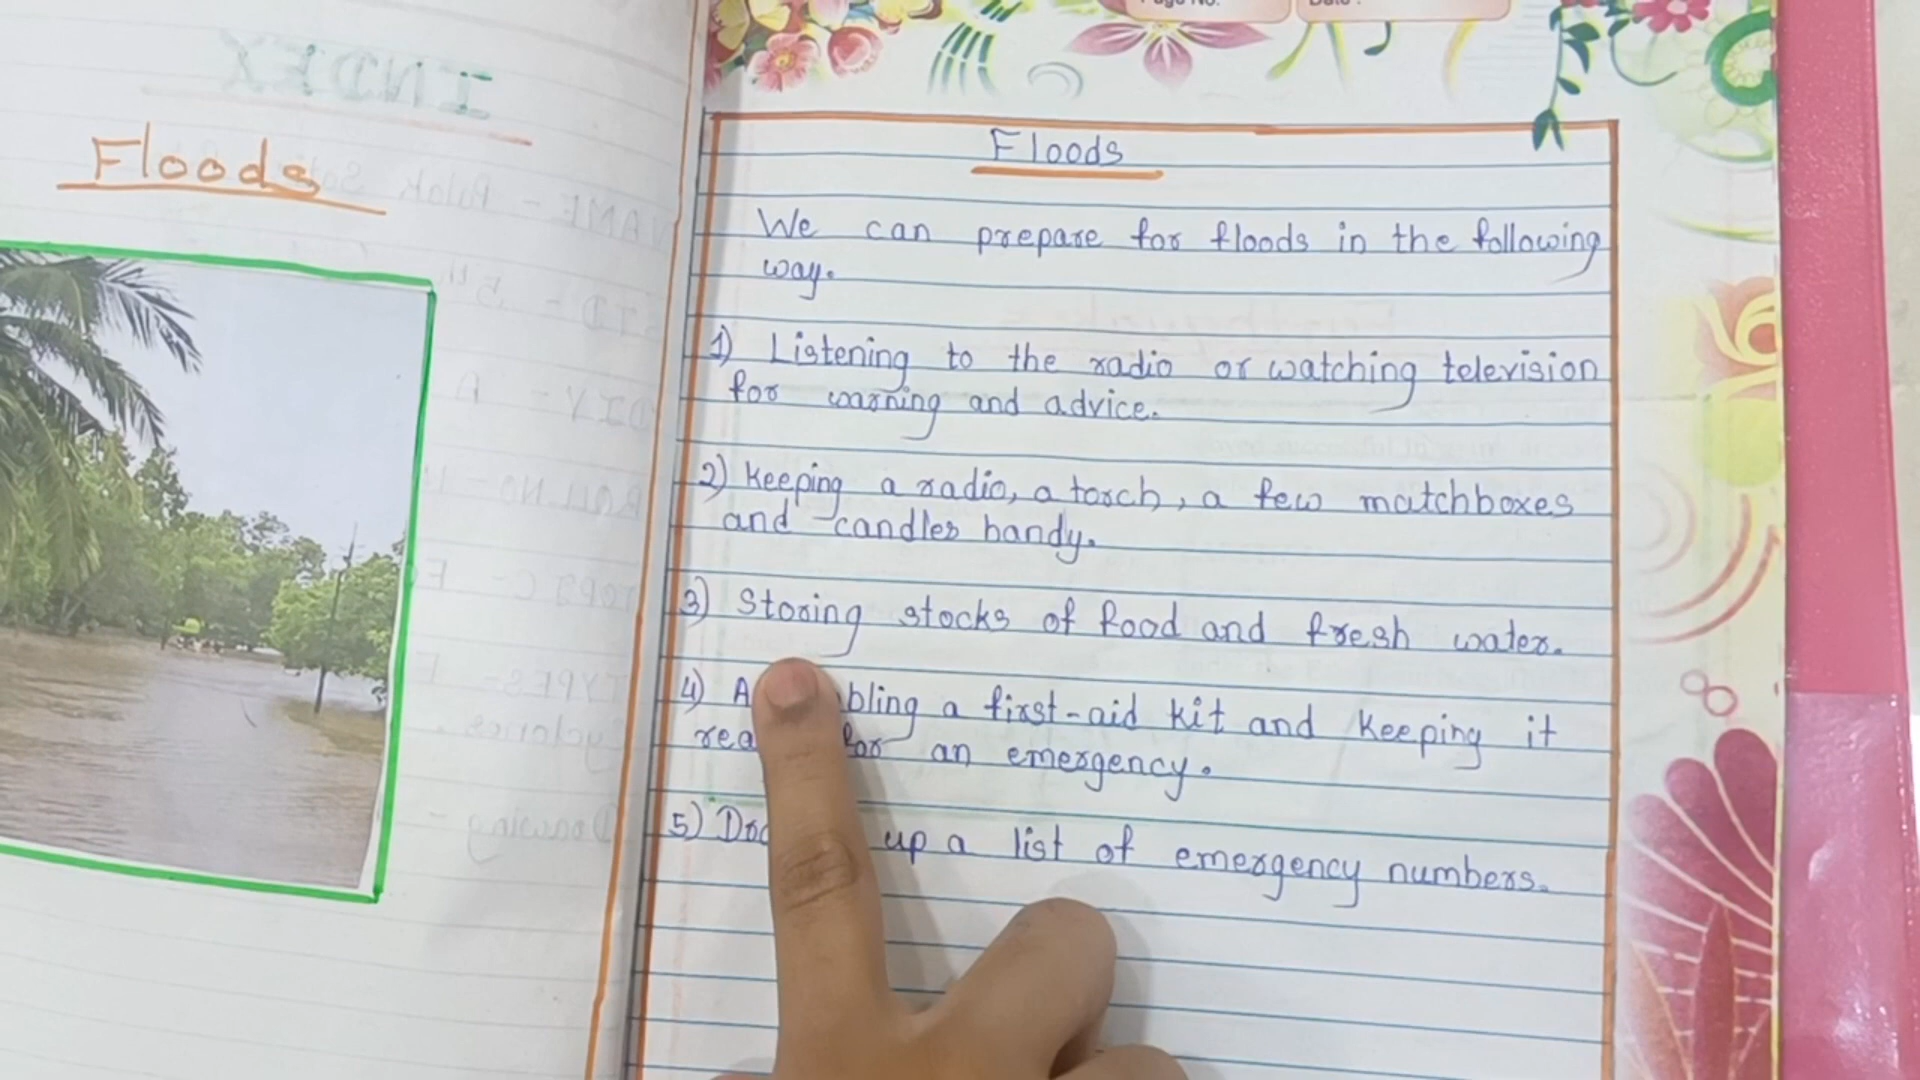 Floods
Floods
We can prepare for floods in the following
way.
1) Listening to the radio or watching television
for warning and advice.
2) Keeping a radio, a torch, a few matchboxes
and candles handy.
3) Storing stocks of food and fresh water.
4) a first-aid kit and keeping it
for an emergency.
5) up a list of emergency numbers.
INDEX